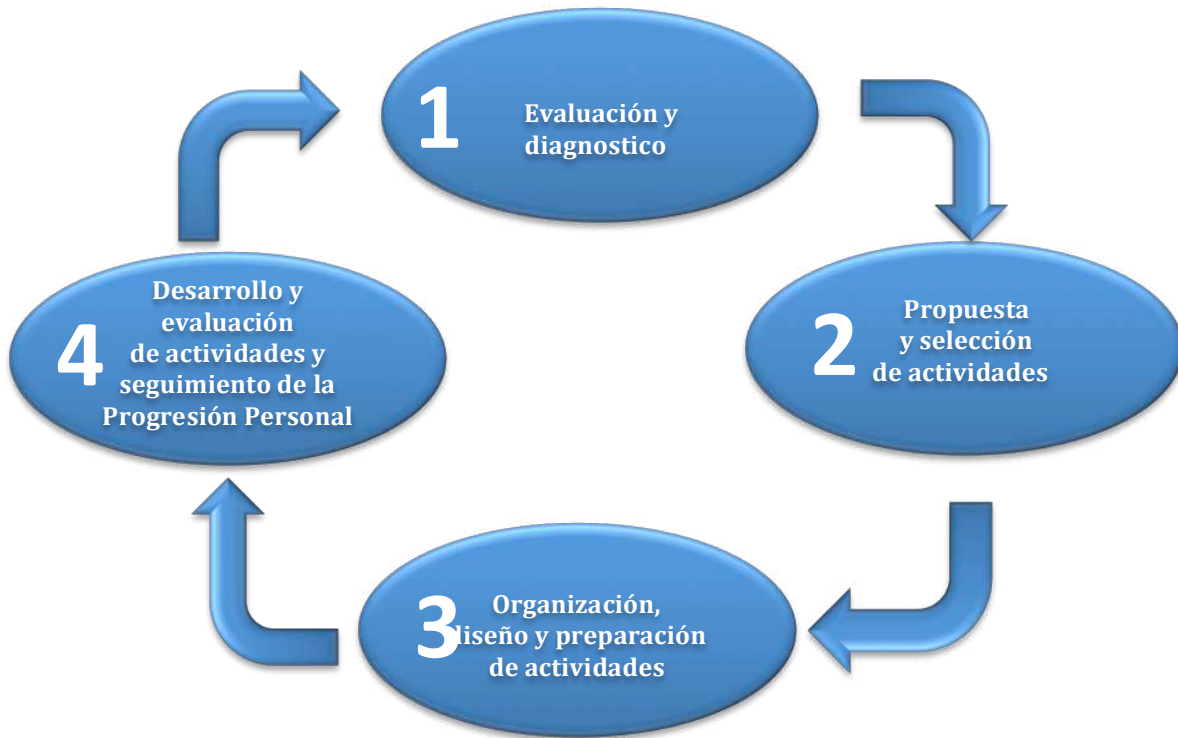 1
Evaluación y
diagnostico
2
Propuesta
y selección
de actividades
3
Organización,
diseño y preparación
de actividades
4
Desarrollo y
evaluación
de actividades y
seguimiento de la
Progresión Personal